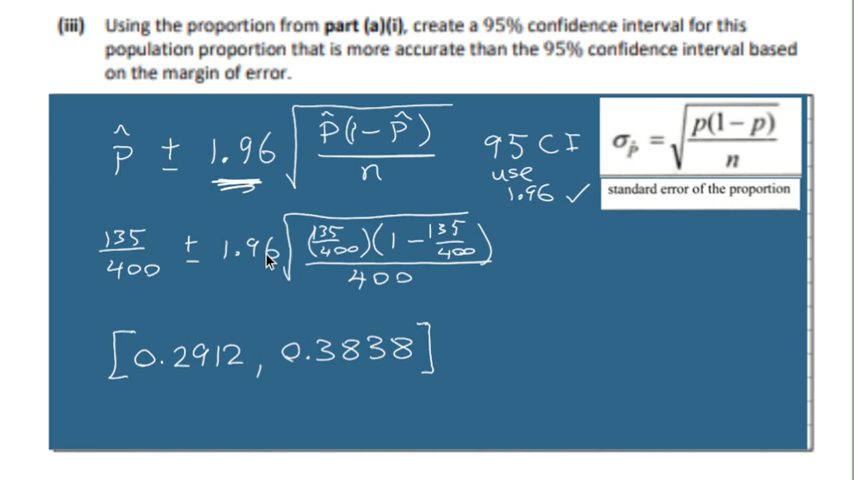 (iii) Using the proportion from part (a)(i), create a 95% confidence interval for this
population proportion that is more accurate than the 95% confidence interval based
on the margin of error.
p̂ ± 1.96 √(p̂(1-p̂)/n)
95 CI
use
1.96 ✓
σp̂ = √(p(1 – p)/n)
standard error of the proportion
135/400 ± 1.96 √((135/400)(1 - 135/400)/400)
[0.2912, 0.3838]